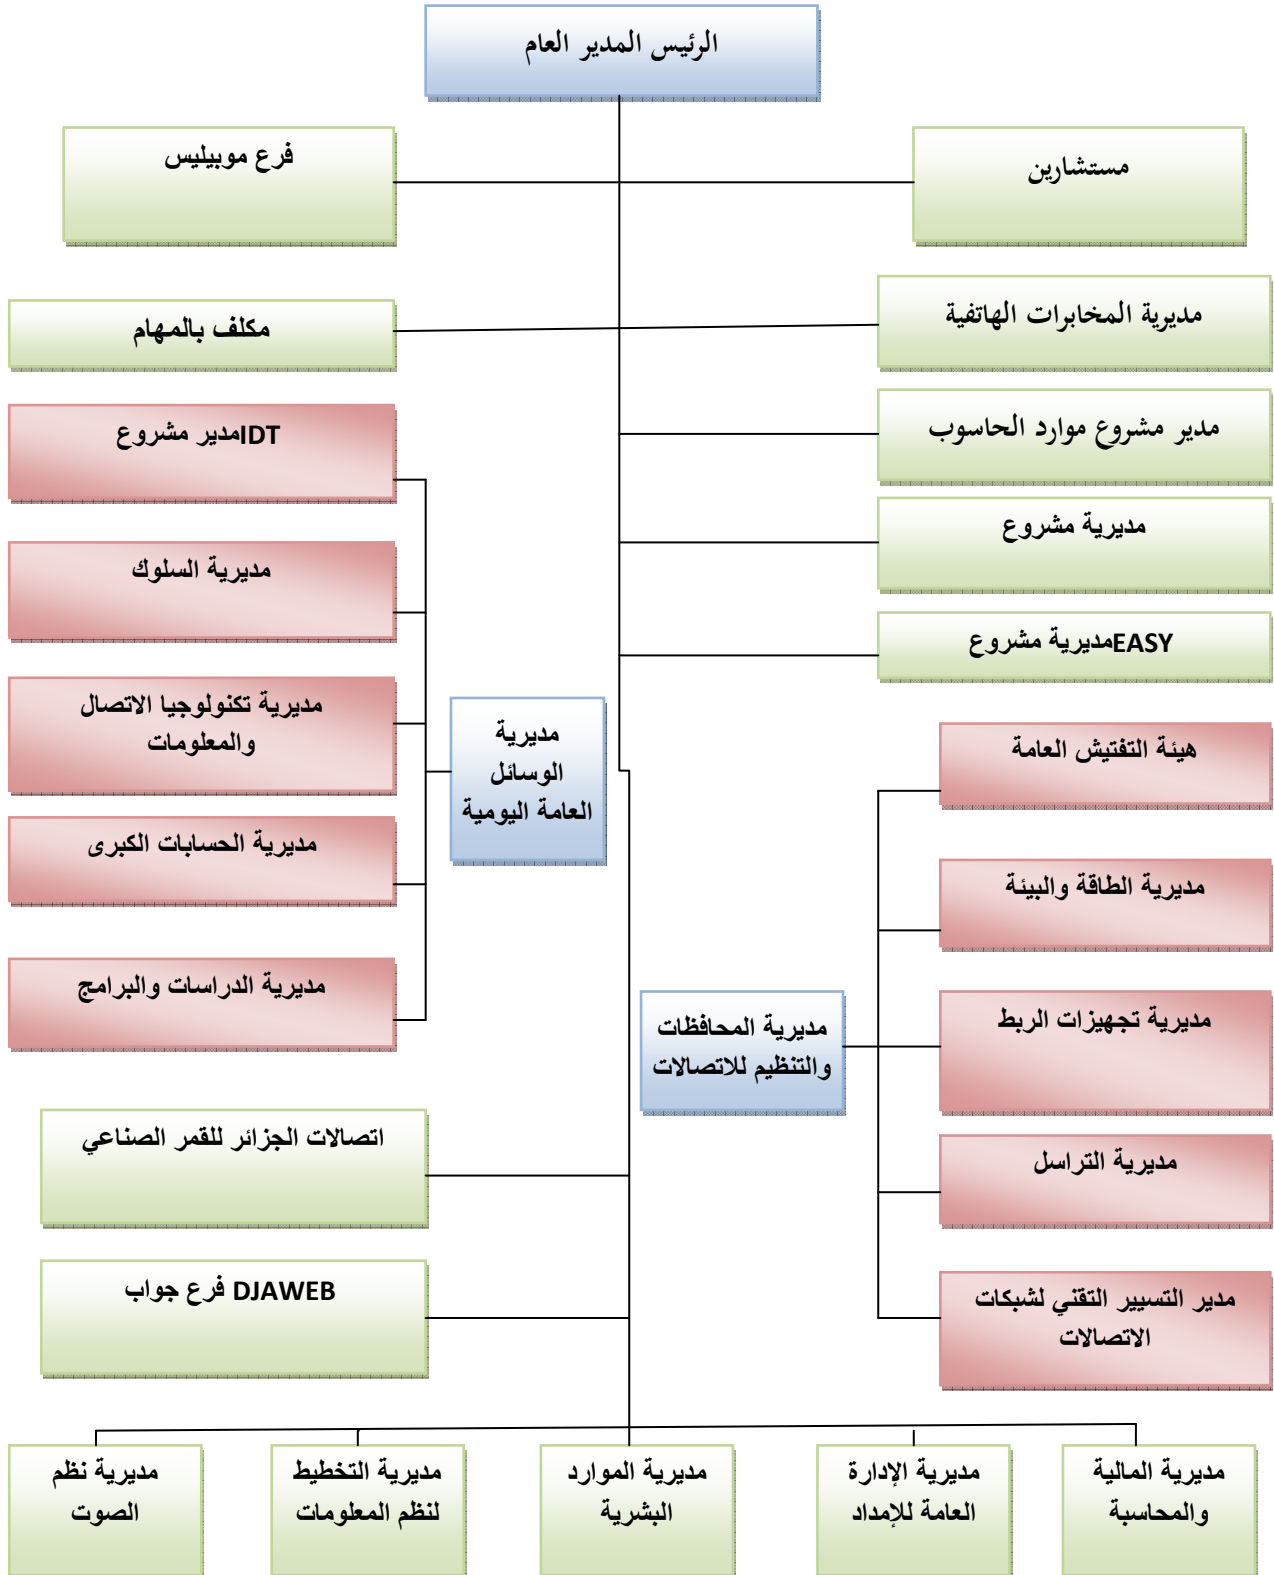 الرئيس المدير العام
مستشارين
فرع موبيليس
مديرية المخابرات الهاتفية
مكلف بالمهام
مدير مشروع موارد الحاسوب
مدير مشروع IDT
مديرية مشروع
مديرية السلوك
مديرية مشروع EASY
مديرية تكنولوجيا الاتصال
والمعلومات
مديرية
الوسائل
العامة اليومية
هيئة التفتيش العامة
مديرية الحسابات الكبرى
مديرية الطاقة والبيئة
مديرية الدراسات والبرامج
مديرية المحافظات
والتنظيم للاتصالات
مديرية تجهيزات الربط
اتصالات الجزائر للقمر الصناعي
مديرية التراسل
فرع جواب DJAWEB
مدير التسيير التقني لشبكات
الاتصالات
مديرية المالية
والمحاسبة
مديرية الإدارة
العامة للإمداد
مديرية الموارد
البشرية
مديرية التخطيط
لنظم المعلومات
مديرية نظم
الصوت